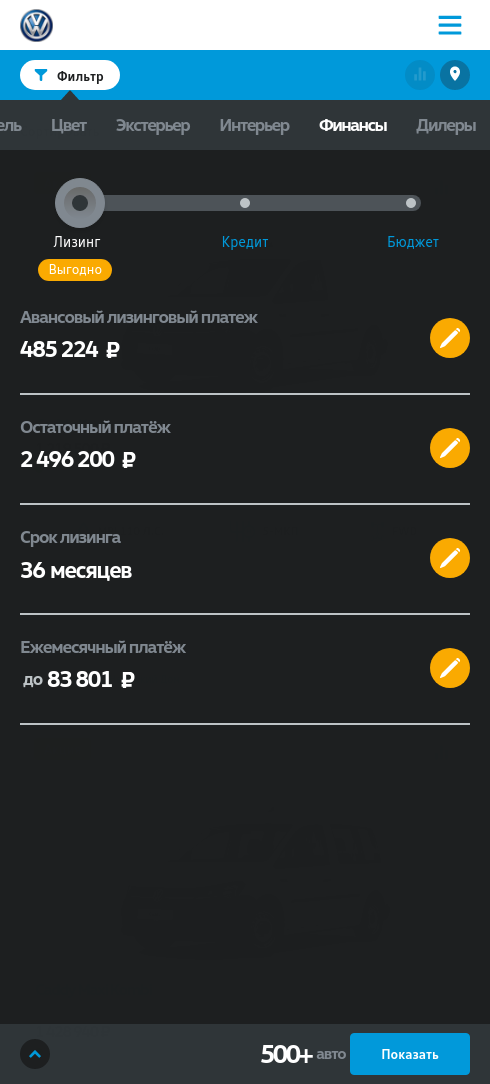 Фильтр
ель Цвет Экстерьер Интерьер Финансы Дилеры
Лизинг Кредит Бюджет
Выгодно
Авансовый лизинговый платеж
485 224 ₽
Остаточный платёж
2 496 200 ₽
Срок лизинга
36 месяцев
Ежемесячный платёж
до 83 801 ₽
500+ авто Показать